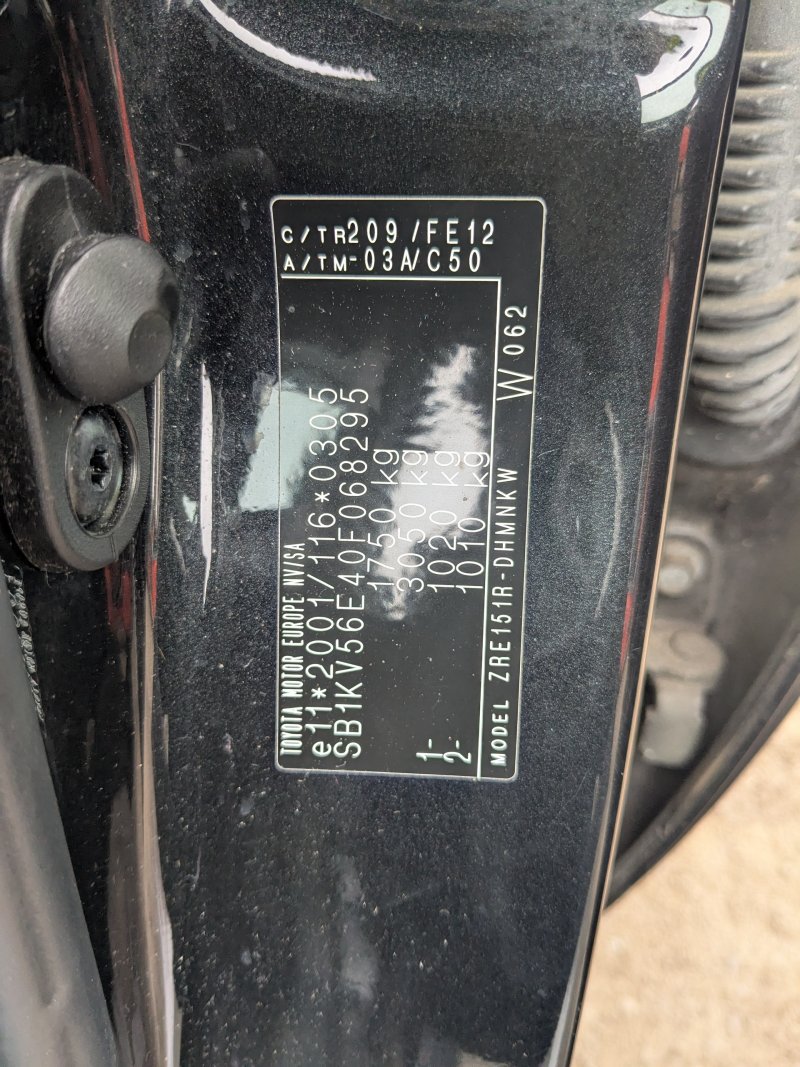 C/TR209/FE12
A/TM-03A/C50
TOYOTA MOTOR EUROPE NV/SA
e11*2001/116*0305
SB1KV56E40F068295
1750 kg
3050 kg
1- 1020 kg
2- 1010 kg
MODEL ZRE151R-DHMNKW W 062